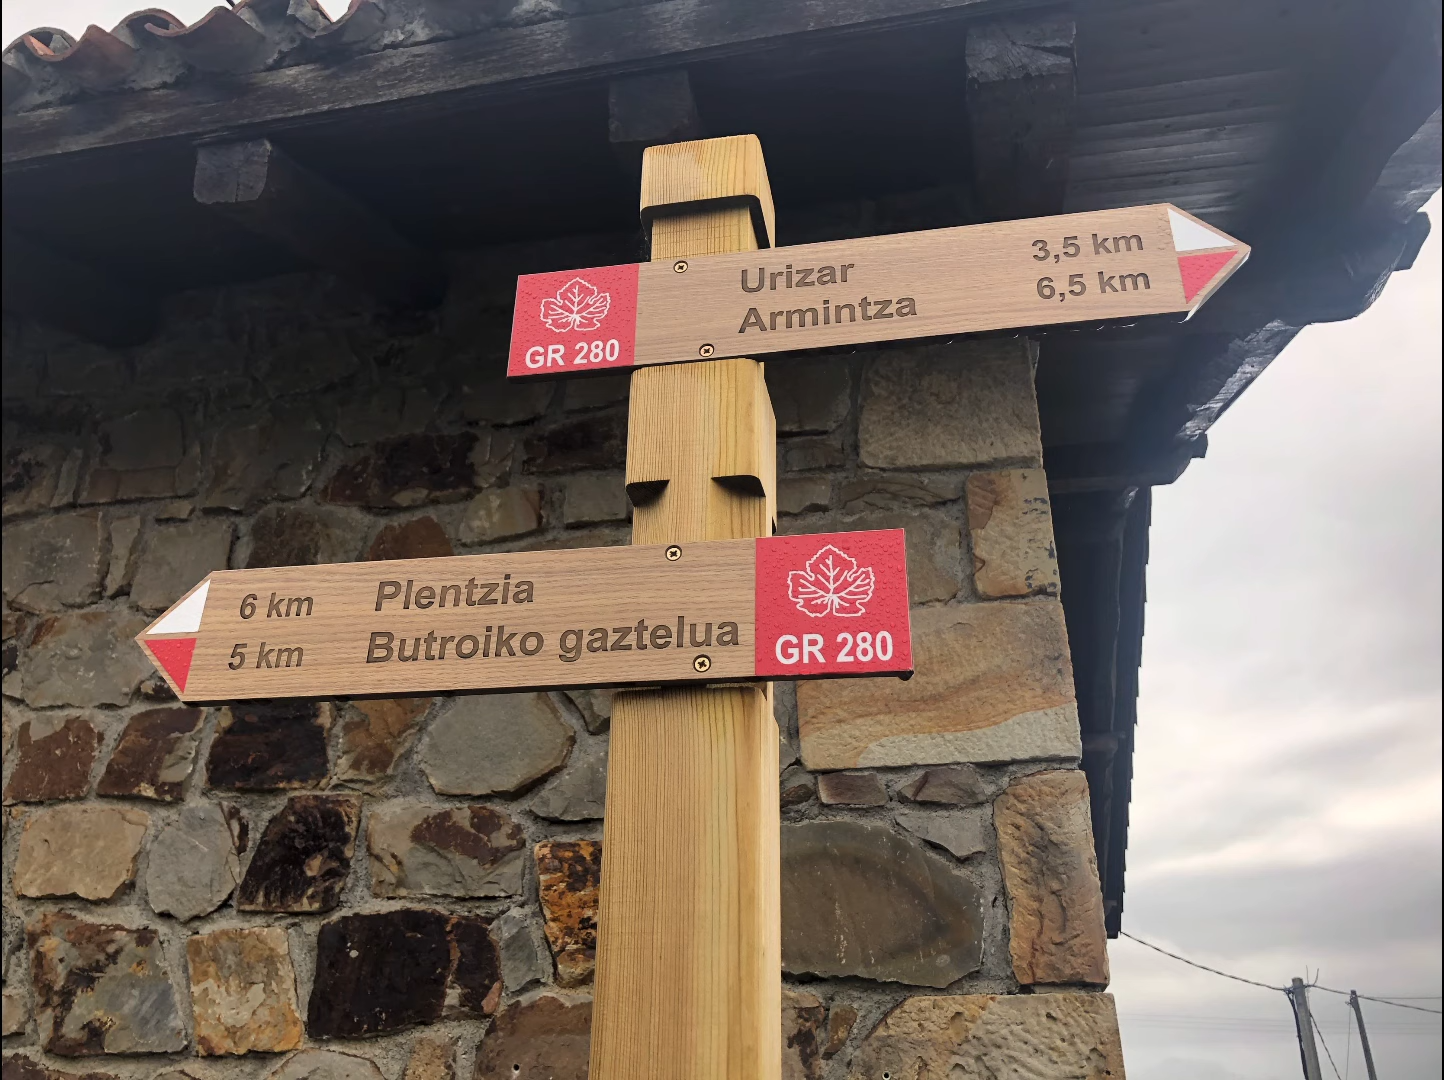 Urizar 3,5 km
Armintza 6,5 km
GR 280
6 km Plentzia
5 km Butroiko gaztelua
GR 280